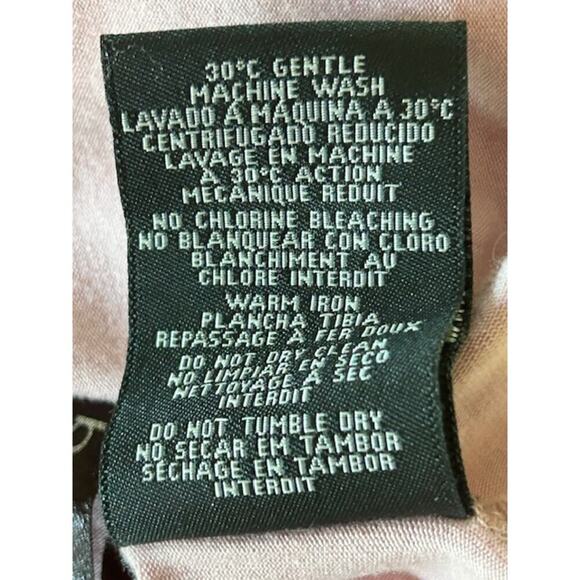 30°C GENTLE
MACHINE WASH
LAVADO A MAQUINA A 30°C
CENTRIFUGADO REDUCIDO
LAVAGE EN MACHINE
A 30°C ACTION
MECANIQUE REDUIT
NO CHLORINE BLEACHING
NO BLANQUEAR CON CLORO
BLANCHIMENT AU
CHLORE INTERDIT
WARM IRON
PLANCHA TIBIA
REPASSAGE A FER DOUX
DO NOT DRY CLEAN
NO LIMPIAR EN SECO
NETTOYAGE A SEC
INTERDIT
DO NOT TUMBLE DRY
NO SECAR EM TAMBOR
SECHAGE EN TAMBOR
INTERDIT